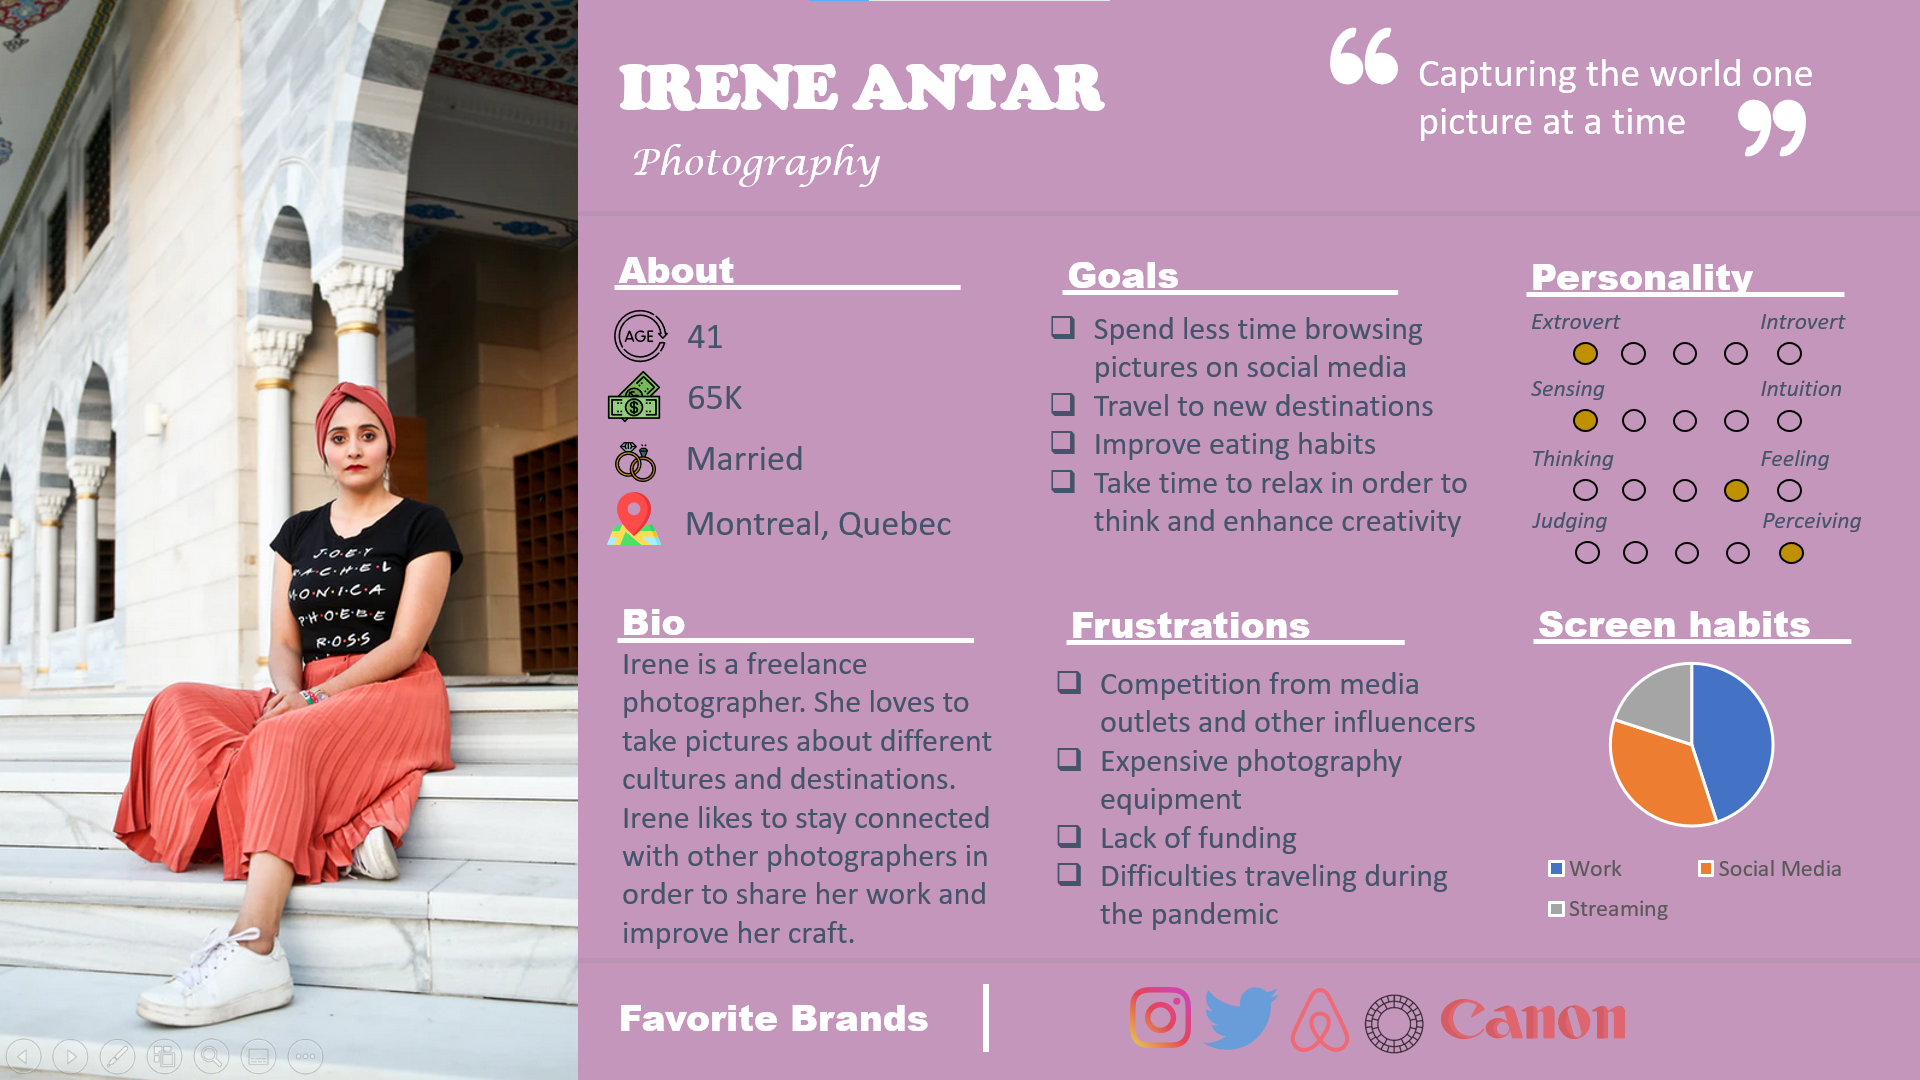 IRENE ANTAR
Photography
Capturing the world one
picture at a time
About
AGE
41
65K
Married
Montreal, Quebec
Goals
Spend less time browsing
pictures on social media
Travel to new destinations
Improve eating habits
Take time to relax in order to
think and enhance creativity
Personality
Extrovert Introvert
Sensing Intuition
Thinking Feeling
Judging Perceiving
Bio
Irene is a freelance
photographer. She loves to
take pictures about different
cultures and destinations.
Irene likes to stay connected
with other photographers in
order to share her work and
improve her craft.
Frustrations
Competition from media
outlets and other influencers
Expensive photography
equipment
Lack of funding
Difficulties traveling during
the pandemic
Screen habits
Work Social Media
Streaming
Favorite Brands
Canon
J·O·E·Y
A·C·H·E·L
M·O·N·I·C·A
P·H·O·E·B·E
R·O·S·S